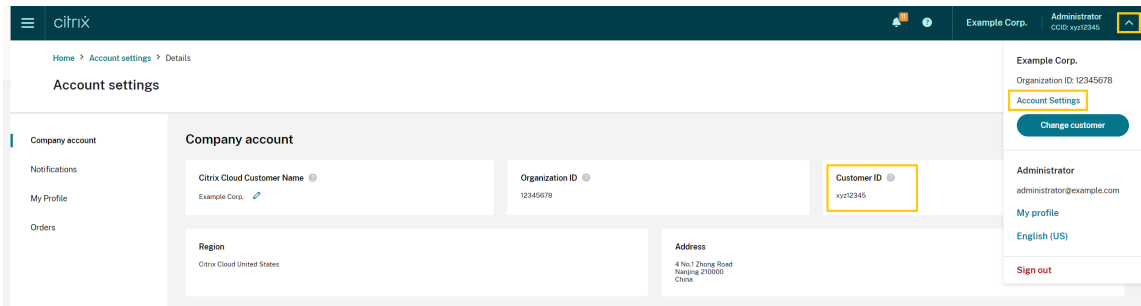 citrix
11
?
Example Corp.
Administrator
CCID: xyz12345
Home > Account settings > Details
Account settings
Example Corp.
Organization ID: 12345678
Account Settings
Change customer
Administrator
administrator@example.com
My profile
English (US)
Sign out
Company account
Notifications
My Profile
Orders
Company account
Citrix Cloud Customer Name ?
Example Corp.
Organization ID ?
12345678
Customer ID ?
xyz12345
Region
Citrix Cloud United States
Address
4 No.1 Zhong Road
Nanjing 210000
China